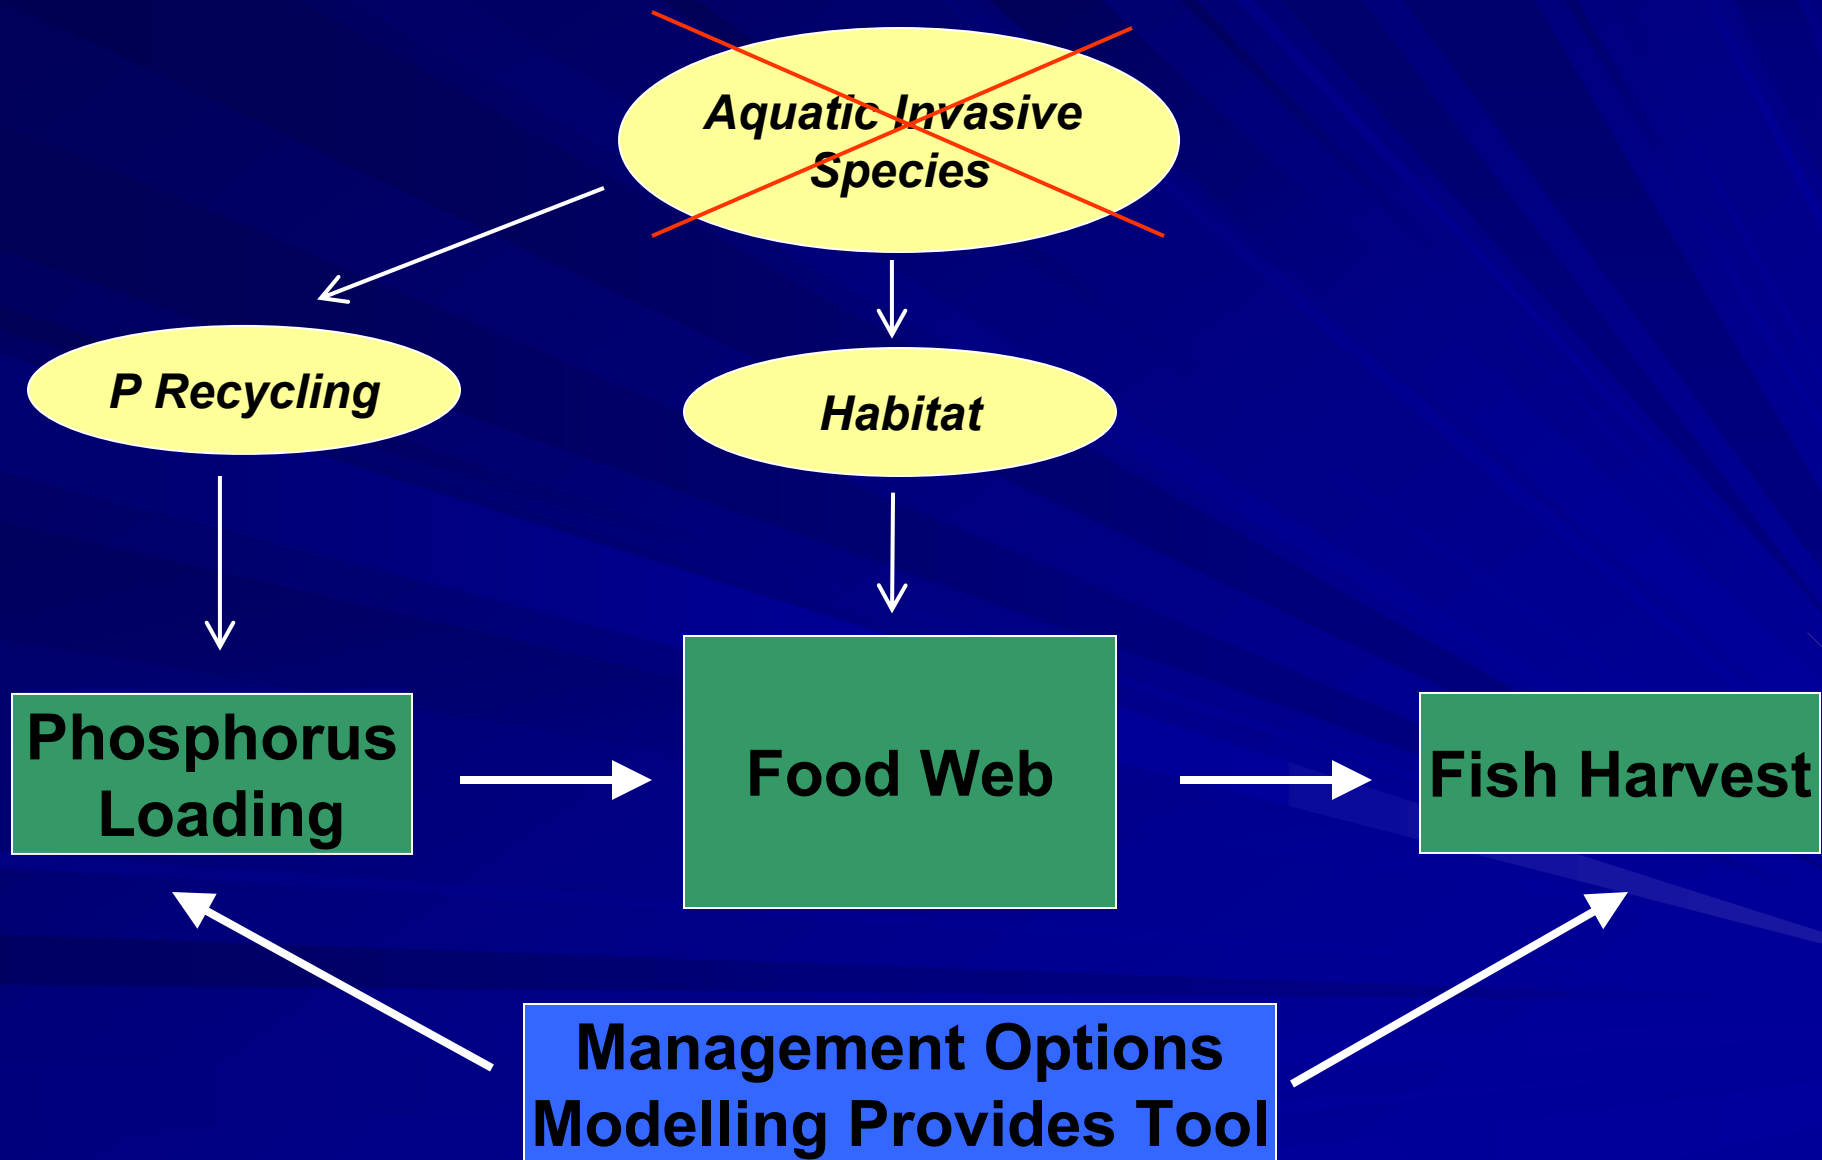 Aquatic Invasive
Species
P Recycling
Habitat
Phosphorus
Loading
Food Web
Fish Harvest
Management Options
Modelling Provides Tool